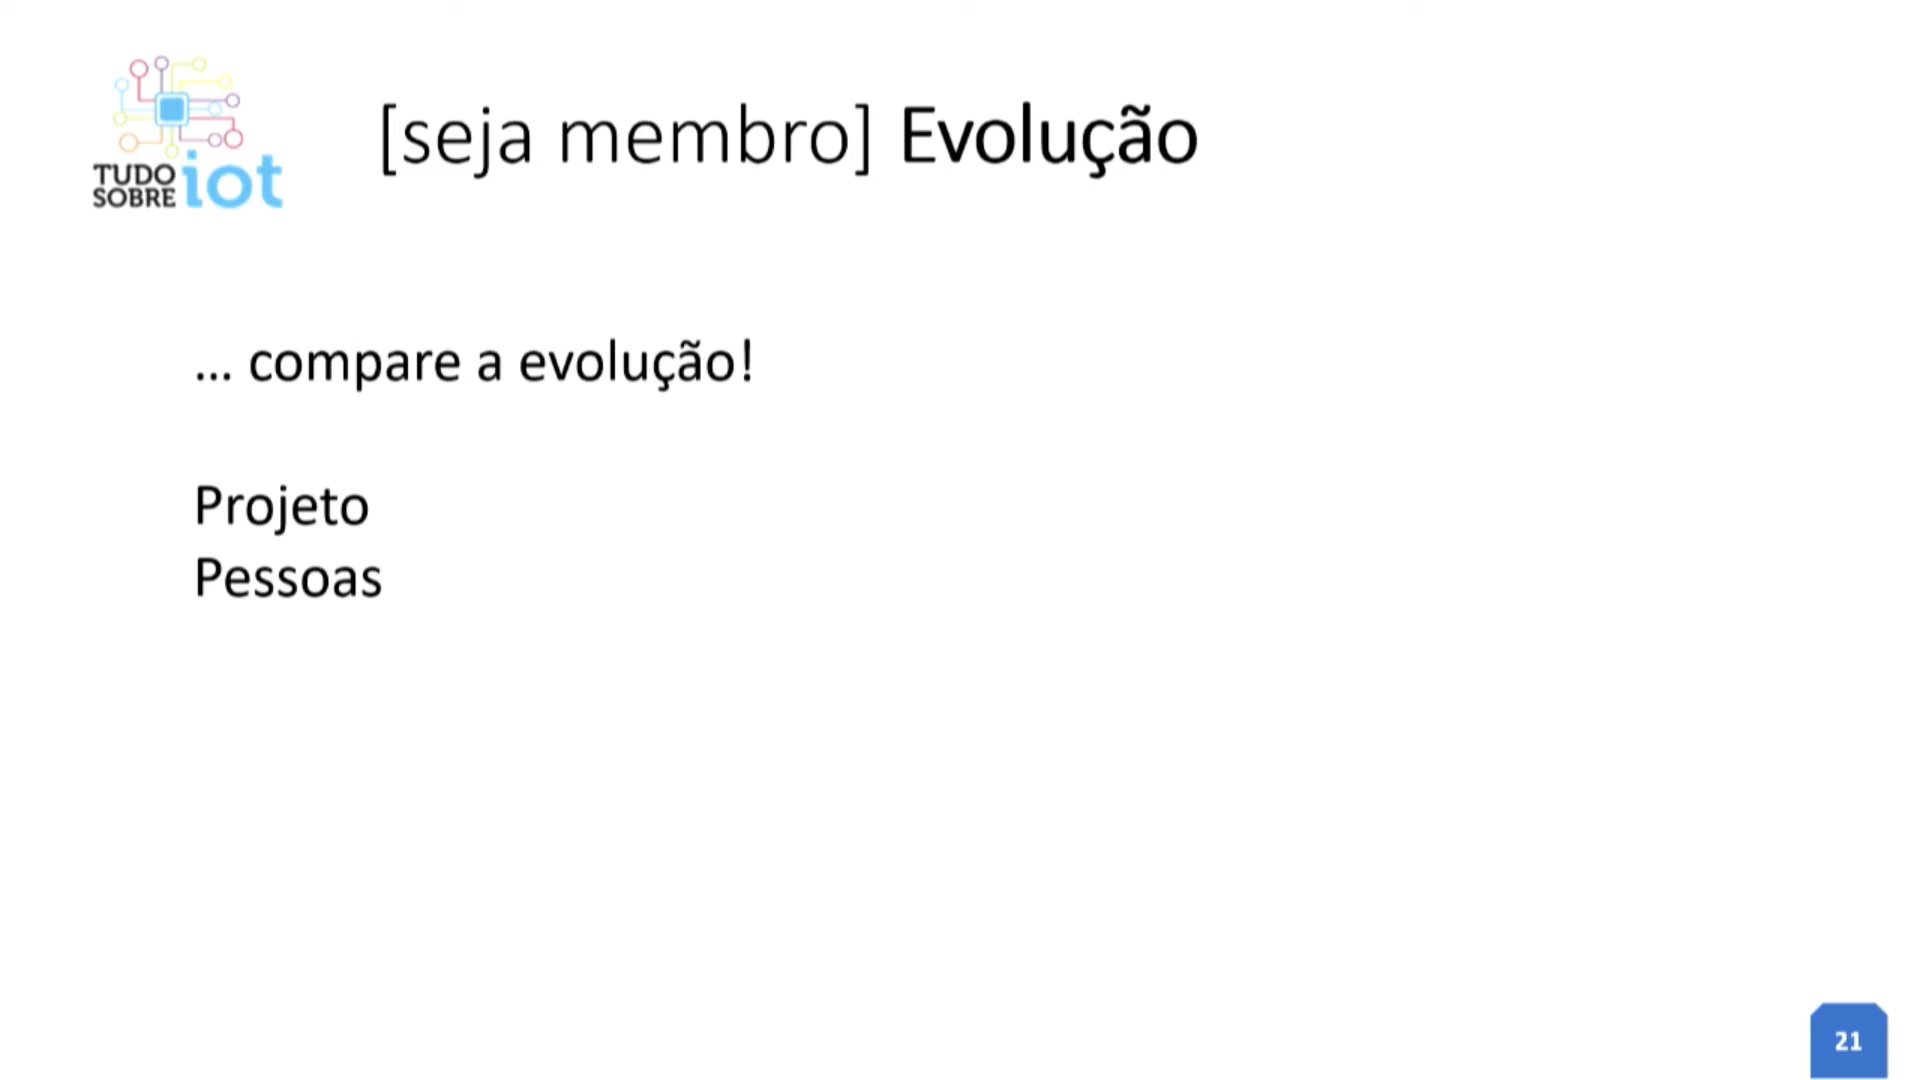 TUDO
SOBRE iot
[seja membro] Evolução
... compare a evolução!
Projeto
Pessoas
21